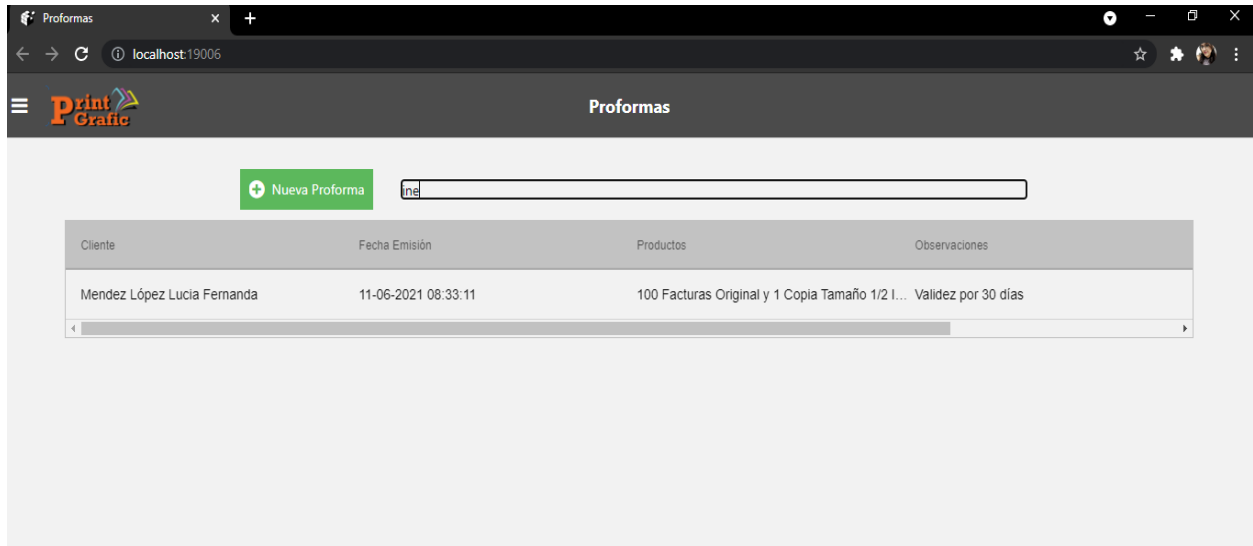 Proformas
localhost:19006
Print Grafic
Proformas
Nueva Proforma
ine
Cliente Fecha Emisión Productos Observaciones
Mendez López Lucia Fernanda 11-06-2021 08:33:11 100 Facturas Original y 1 Copia Tamaño 1/2 I... Validez por 30 días